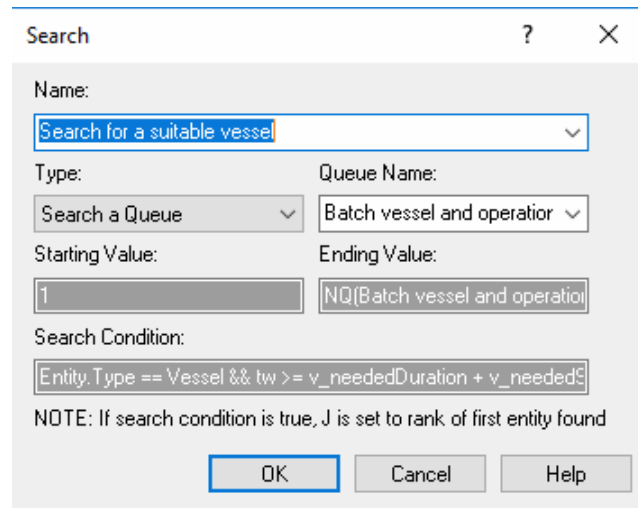 Search ? ×
Name:
Search for a suitable vessel
Type: Queue Name:
Search a Queue Batch vessel and operatior
Starting Value: Ending Value:
1 NQ(Batch vessel and operation
Search Condition:
Entity.Type == Vessel && tw >= v_neededDuration + v_neededS
NOTE: If search condition is true, J is set to rank of first entity found
OK Cancel Help